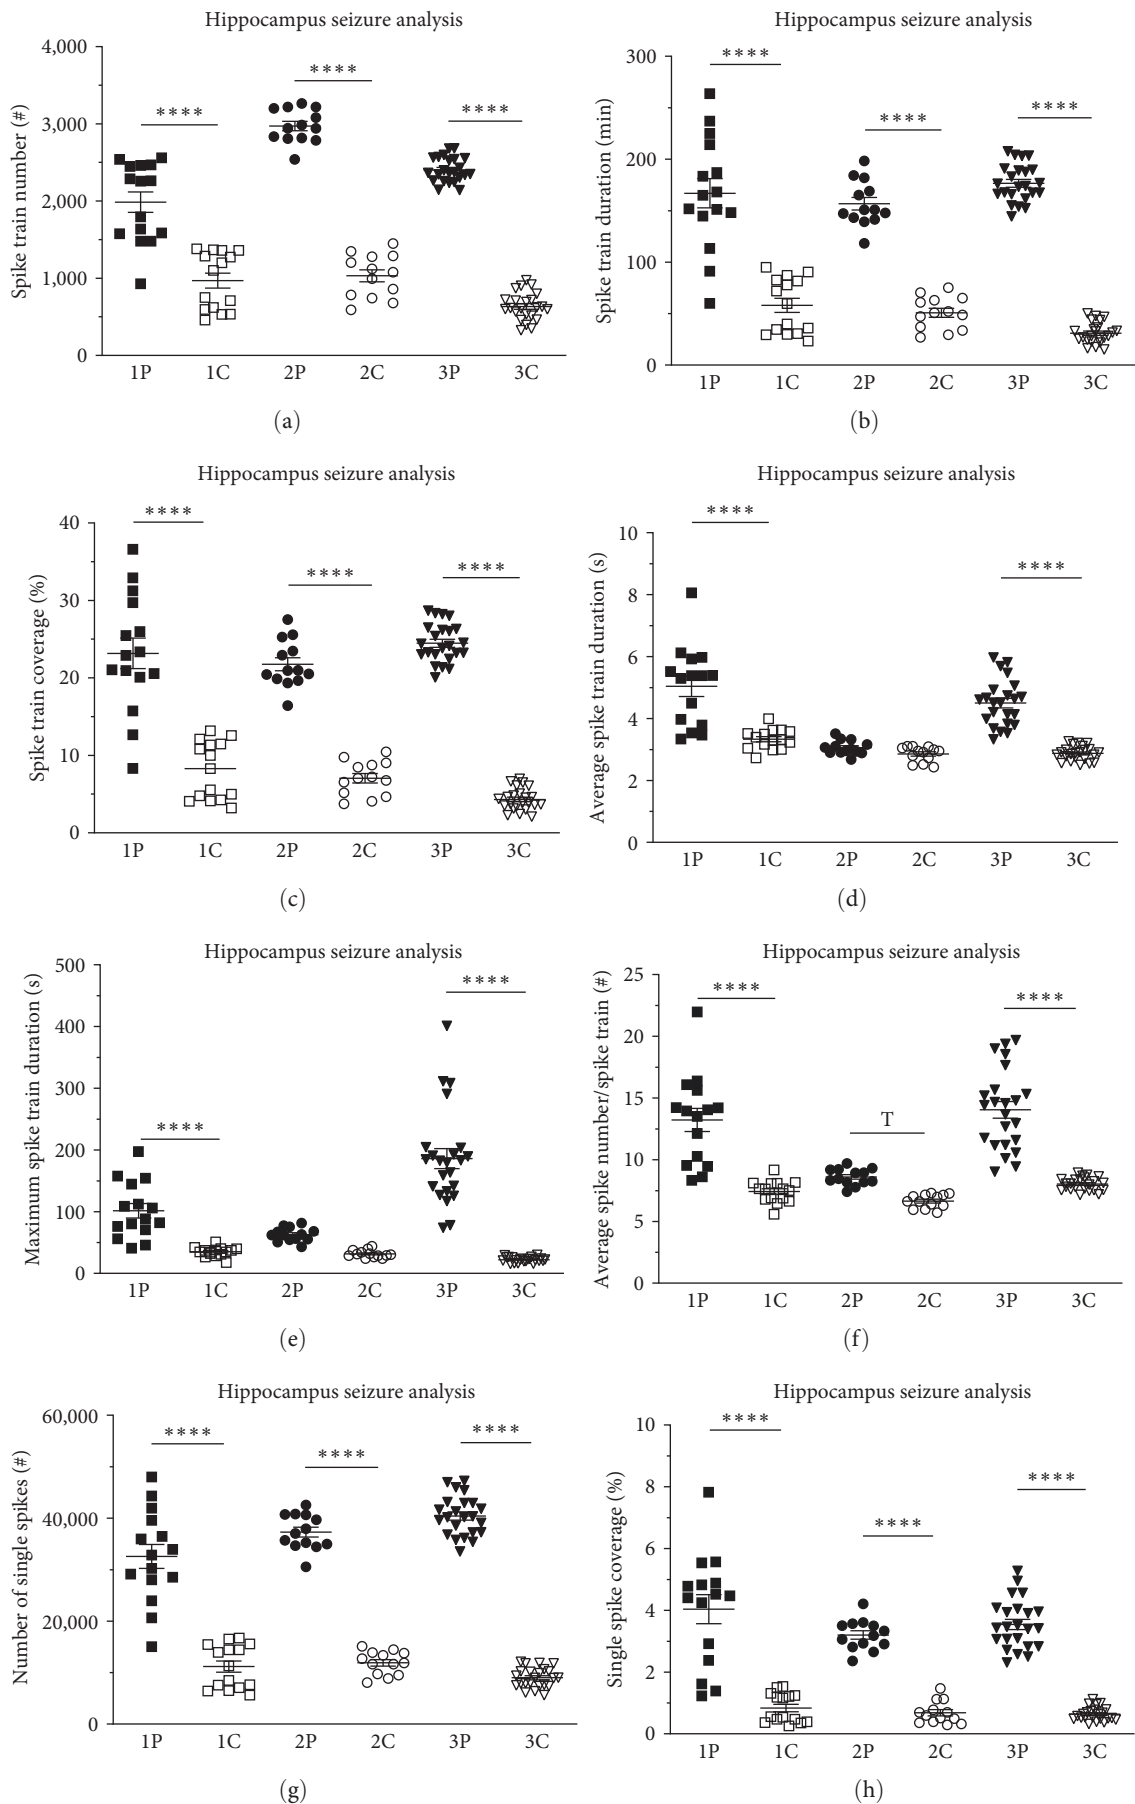 Hippocampus seizure analysis
Spike train number (#)
4,000
3,000
2,000
1,000
0
****
****
****
1P 1C 2P 2C 3P 3C
(a)
Hippocampus seizure analysis
Spike train duration (min)
300
200
100
0
****
****
****
1P 1C 2P 2C 3P 3C
(b)
Hippocampus seizure analysis
Spike train coverage (%)
40
30
20
10
0
****
****
****
1P 1C 2P 2C 3P 3C
(c)
Hippocampus seizure analysis
Average spike train duration (s)
10
8
6
4
2
0
****
****
1P 1C 2P 2C 3P 3C
(d)
Hippocampus seizure analysis
Maximum spike train duration (s)
500
400
300
200
100
0
****
****
1P 1C 2P 2C 3P 3C
(e)
Hippocampus seizure analysis
Average spike number/spike train (#)
25
20
15
10
5
0
****
T
****
1P 1C 2P 2C 3P 3C
(f)
Hippocampus seizure analysis
Number of single spikes (#)
60,000
40,000
20,000
0
****
****
****
1P 1C 2P 2C 3P 3C
(g)
Hippocampus seizure analysis
Single spike coverage (%)
10
8
6
4
2
0
****
****
****
1P 1C 2P 2C 3P 3C
(h)